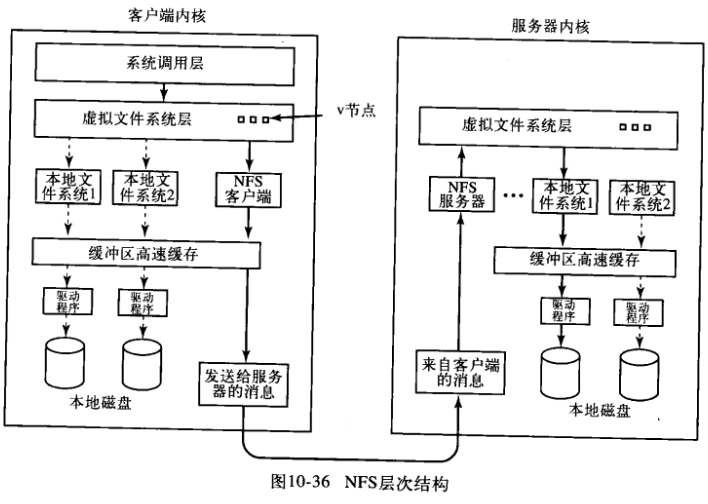 客户端内核
系统调用层
虚拟文件系统层
v节点
本地文
件系统1
本地文
件系统2
NFS
客户端
缓冲区高速缓存
驱动
程序
驱动
程序
发送给服务
器的消息
本地磁盘
服务器内核
虚拟文件系统层
NFS
服务器
本地文
件系统1
本地文
件系统2
缓冲区高速缓存
驱动
程序
驱动
程序
来自客户端
的消息
本地磁盘
图10-36 NFS层次结构